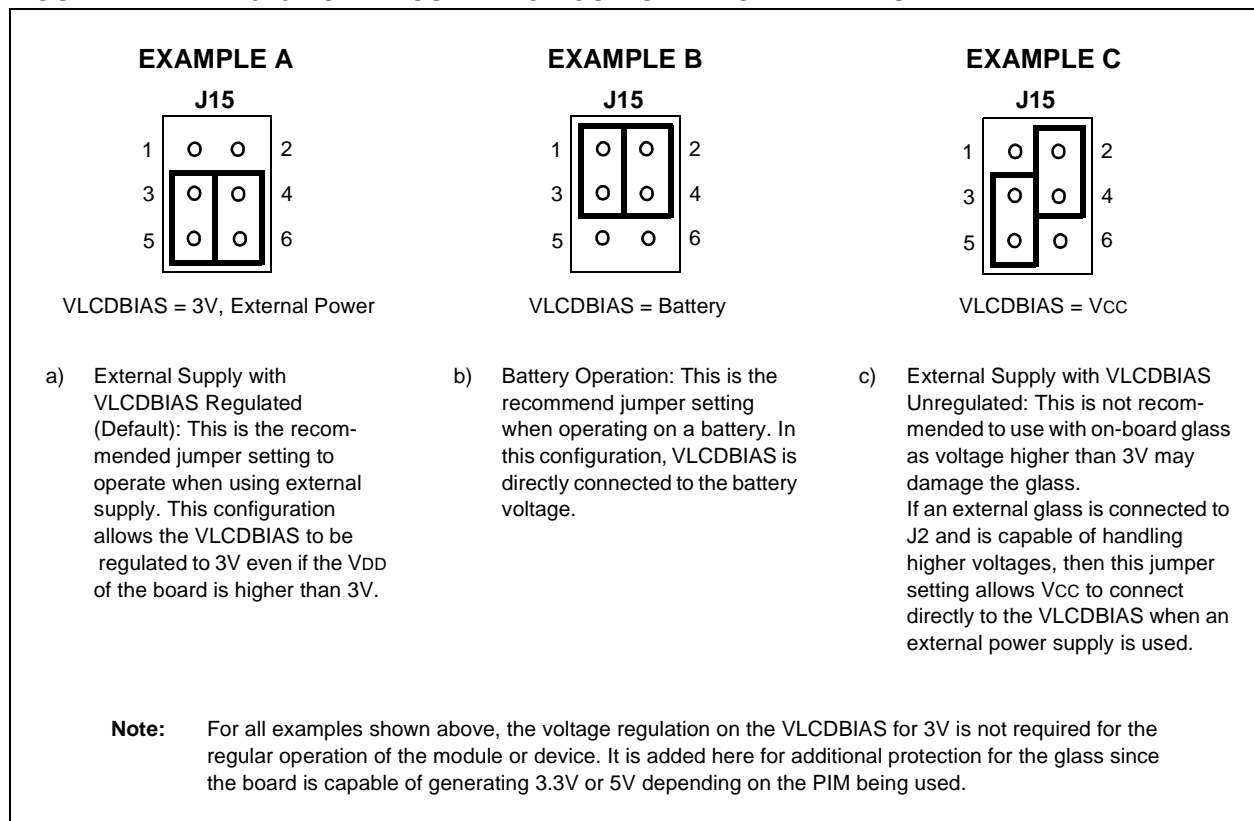 EXAMPLE A
J15
1 2
3 4
5 6
VLCDBIAS = 3V, External Power
a) External Supply with
VLCDBIAS Regulated
(Default): This is the recom-
mended jumper setting to
operate when using external
supply. This configuration
allows the VLCDBIAS to be
regulated to 3V even if the VDD
of the board is higher than 3V.
EXAMPLE B
J15
1 2
3 4
5 6
VLCDBIAS = Battery
b) Battery Operation: This is the
recommend jumper setting
when operating on a battery. In
this configuration, VLCDBIAS is
directly connected to the battery
voltage.
EXAMPLE C
J15
1 2
3 4
5 6
VLCDBIAS = VCC
c) External Supply with VLCDBIAS
Unregulated: This is not recom-
mended to use with on-board glass
as voltage higher than 3V may
damage the glass.
If an external glass is connected to
J2 and is capable of handling
higher voltages, then this jumper
setting allows VCC to connect
directly to the VLCDBIAS when an
external power supply is used.
Note: For all examples shown above, the voltage regulation on the VLCDBIAS for 3V is not required for the
regular operation of the module or device. It is added here for additional protection for the glass since
the board is capable of generating 3.3V or 5V depending on the PIM being used.